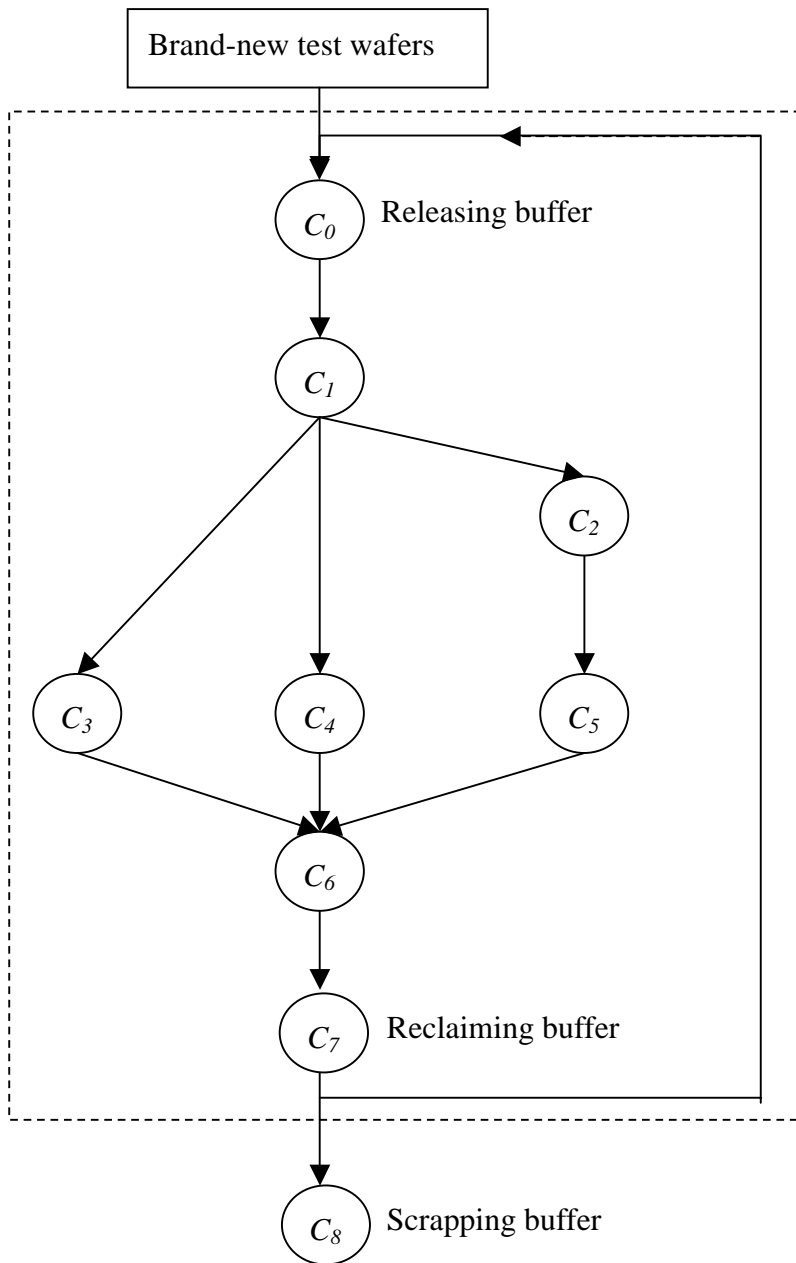 Brand-new test wafers
C0 Releasing buffer
C1
C2
C3 C4 C5
C6
C7 Reclaiming buffer
C8 Scrapping buffer